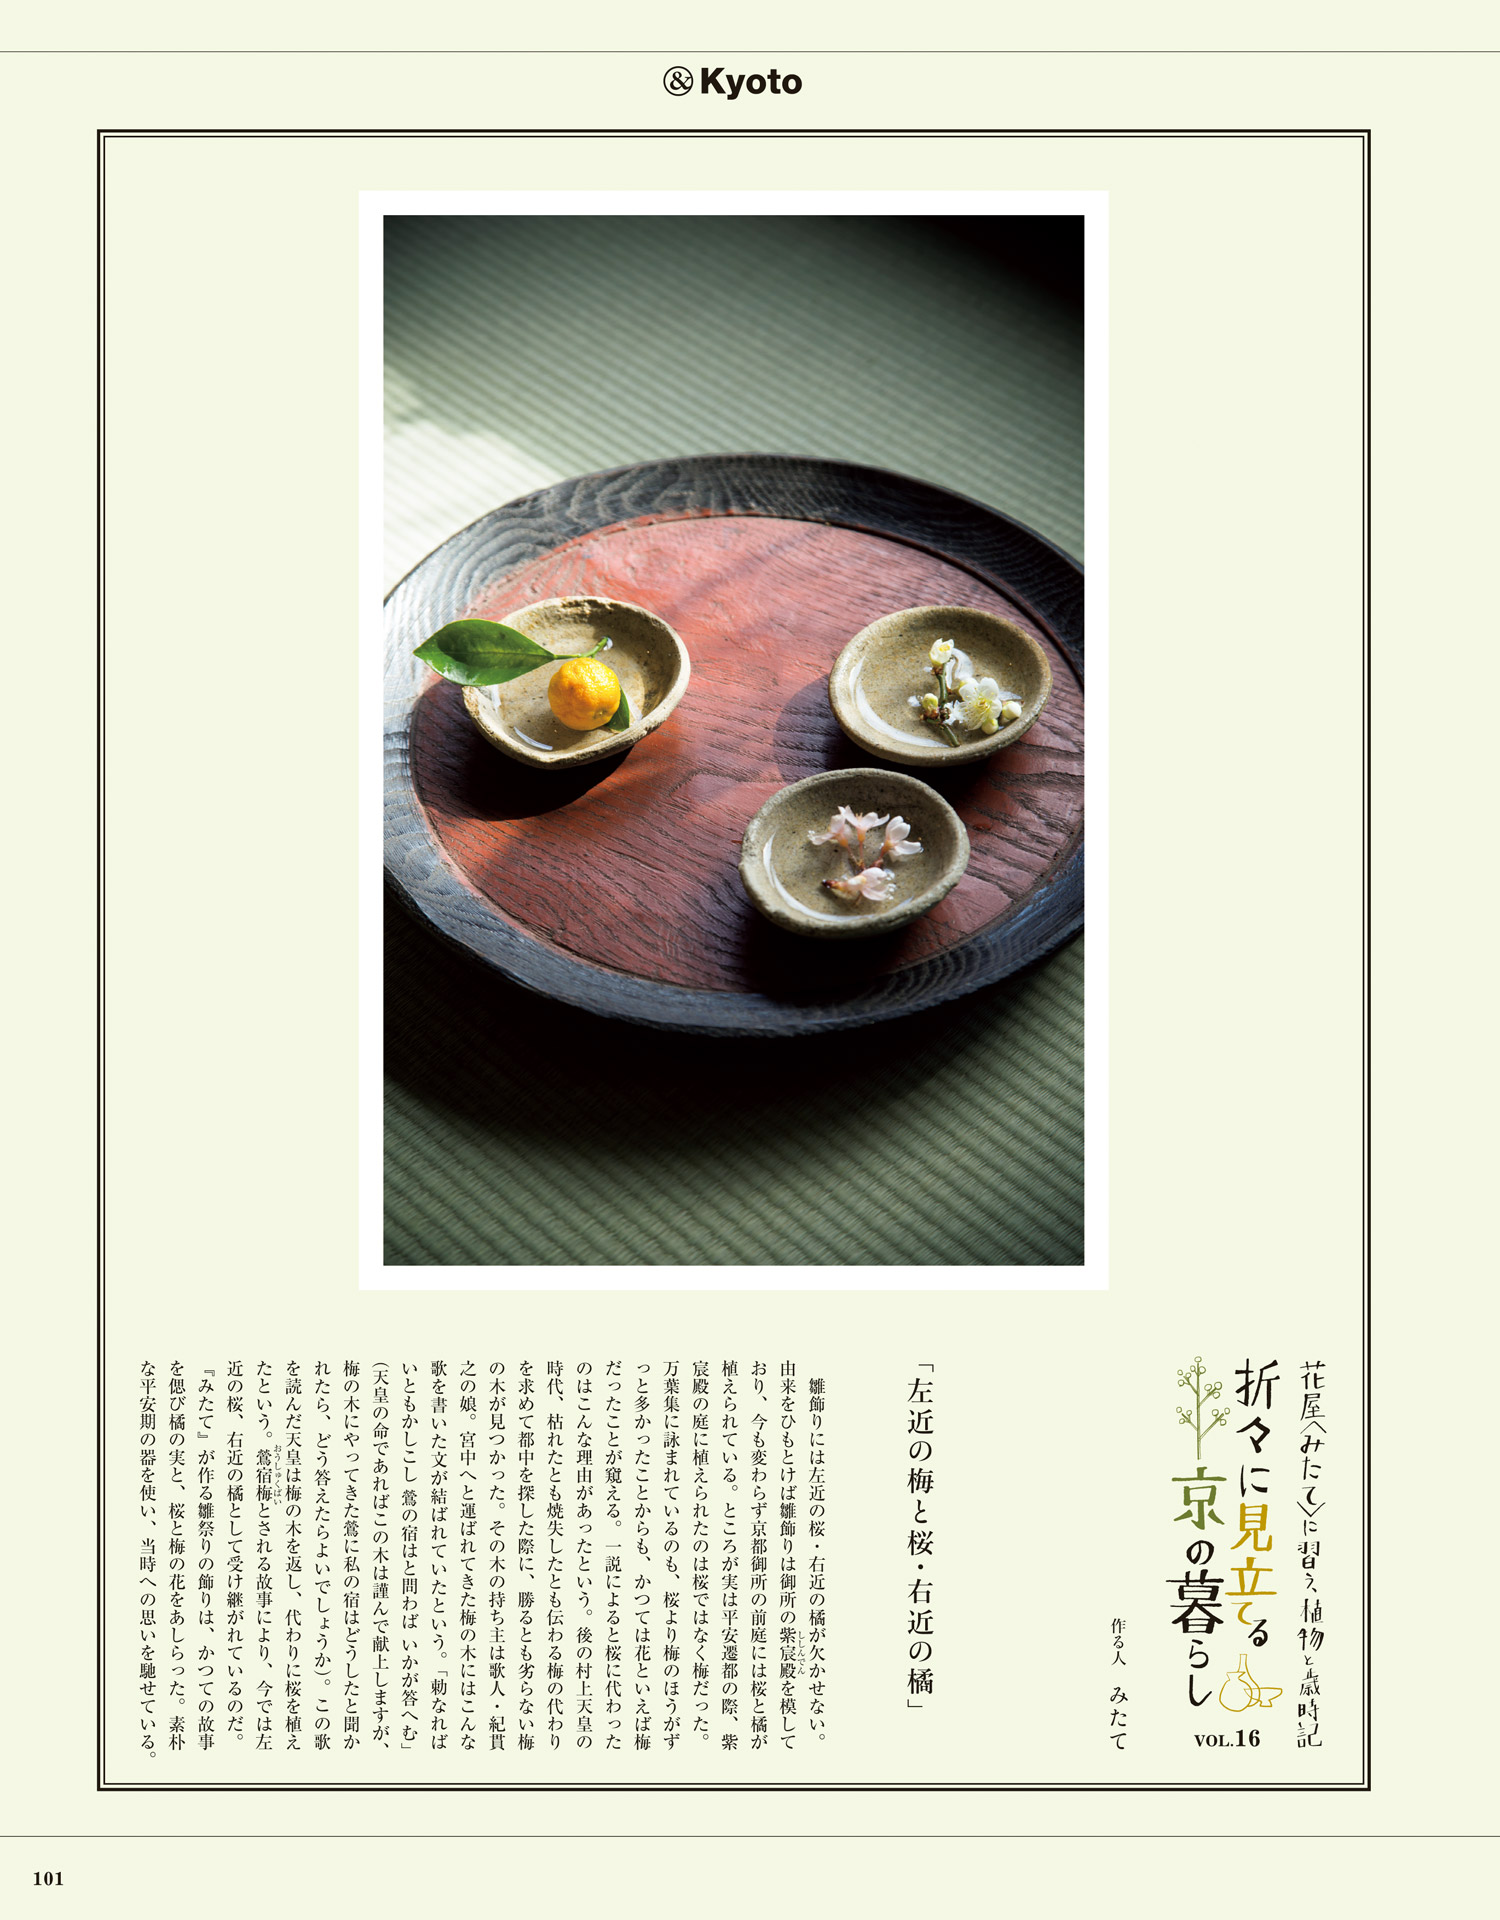 & Kyoto
花屋〈みたて〉に習う、植物と歳時記
折々に見立てる
京の暮らし
VOL.16
作る人 みたて
「左近の梅と桜・右近の橘」
雛飾りには左近の桜・右近の橘が欠かせない。
由来をひもとけば雛飾りは御所の紫宸殿を模して
ししんでん
おり、今も変わらず京都御所の前庭には桜と橘が
植えられている。ところが実は平安遷都の際、紫
宸殿の庭に植えられたのは桜ではなく梅だった。
万葉集に詠まれているのも、桜より梅のほうがず
っと多かったことからも、かつては花といえば梅
だったことが窺える。一説によると桜に代わった
のはこんな理由があったという。後の村上天皇の
時代、枯れたとも焼失したとも伝わる梅の代わり
を求めて都中を探した際に、勝るとも劣らない梅
の木が見つかった。その木の持ち主は歌人・紀貫
之の娘。宮中へと運ばれてきた梅の木にはこんな
歌を書いた文が結ばれていたという。「勅なれば
いともかしこし 鶯の宿はと問わば いかが答へむ」
(天皇の命であればこの木は謹んで献上しますが、
梅の木にやってきた鶯に私の宿はどうしたと聞か
れたら、どう答えたらよいでしょうか)。この歌
を読んだ天皇は梅の木を返し、代わりに桜を植え
たという。鶯宿梅とされる故事により、今では左
おうしゅくばい
近の桜、右近の橘として受け継がれているのだ。
『みたて』が作る雛祭りの飾りは、かつての故事
を偲び橘の実と、桜と梅の花をあしらった。素朴
な平安期の器を使い、当時への思いを馳せている。
101